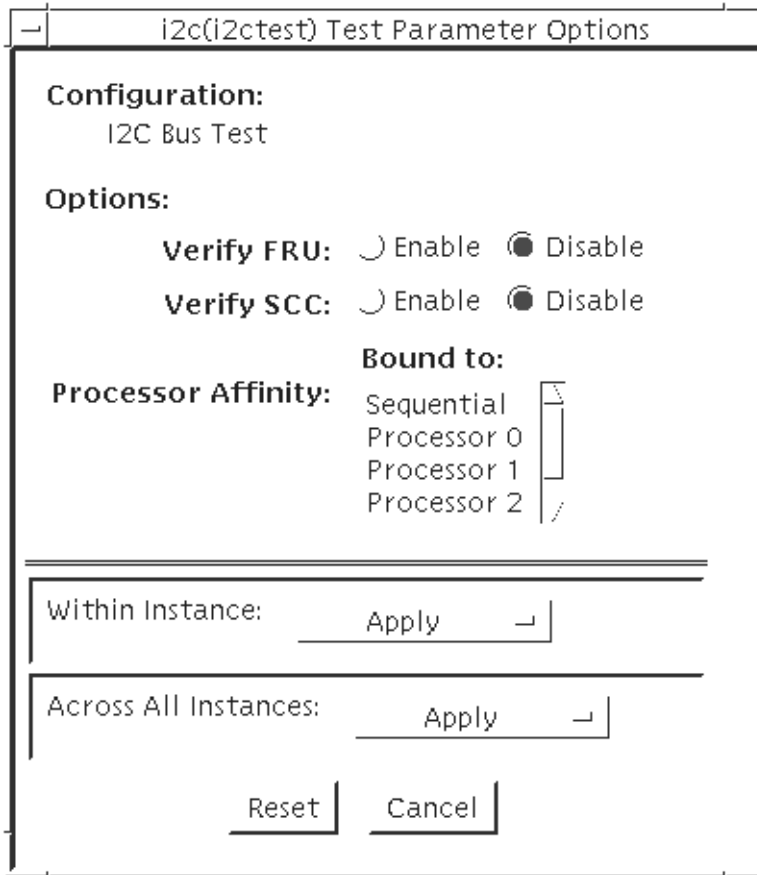 i2c(i2ctest) Test Parameter Options
Configuration:
I2C Bus Test
Options:
Verify FRU: Enable Disable
Verify SCC: Enable Disable
Bound to:
Processor Affinity:
Sequential
Processor 0
Processor 1
Processor 2
Within Instance: Apply
Across All Instances: Apply
Reset Cancel